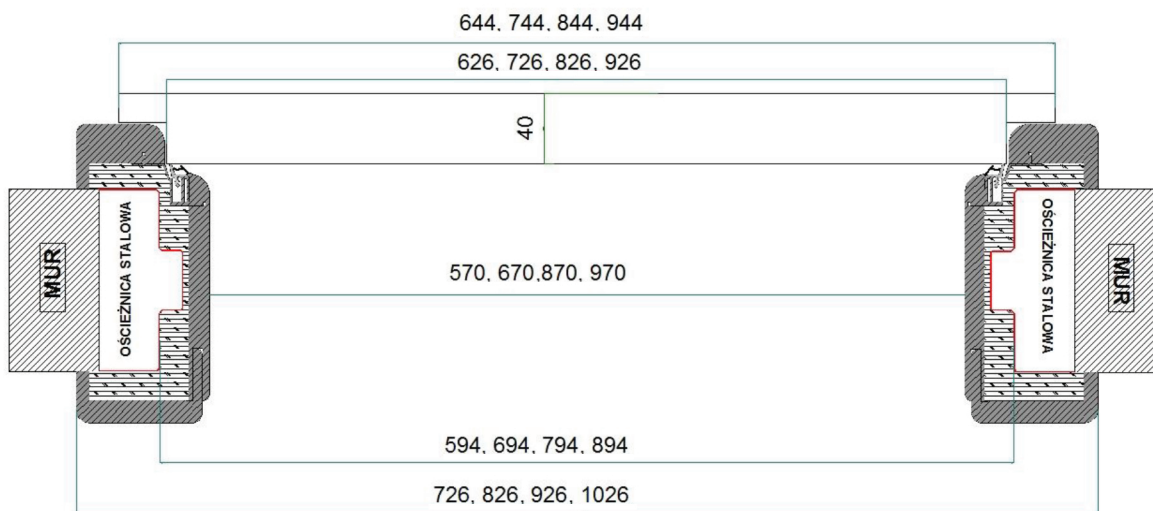 644, 744, 844, 944
626, 726, 826, 926
40
MUR
OŚCIEŻNICA STALOWA
570, 670,870, 970
OŚCIEŻNICA STALOWA
MUR
594, 694, 794, 894
726, 826, 926, 1026